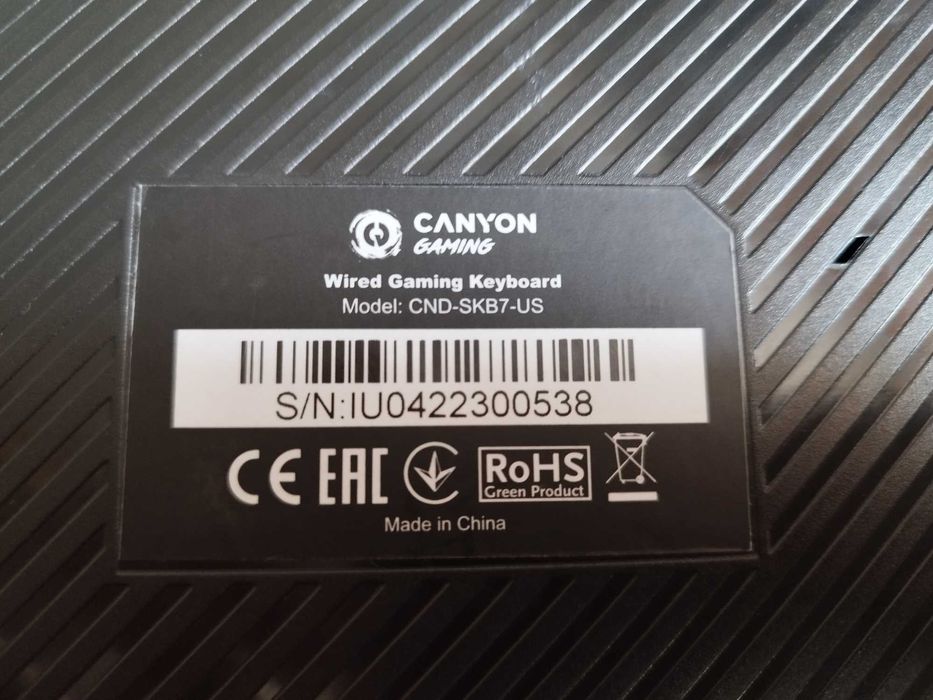 CANYON
GAMING
Wired Gaming Keyboard
Model: CND-SKB7-US
S/N:IU0422300538
CE EAC RoHS
Green Product
Made in China